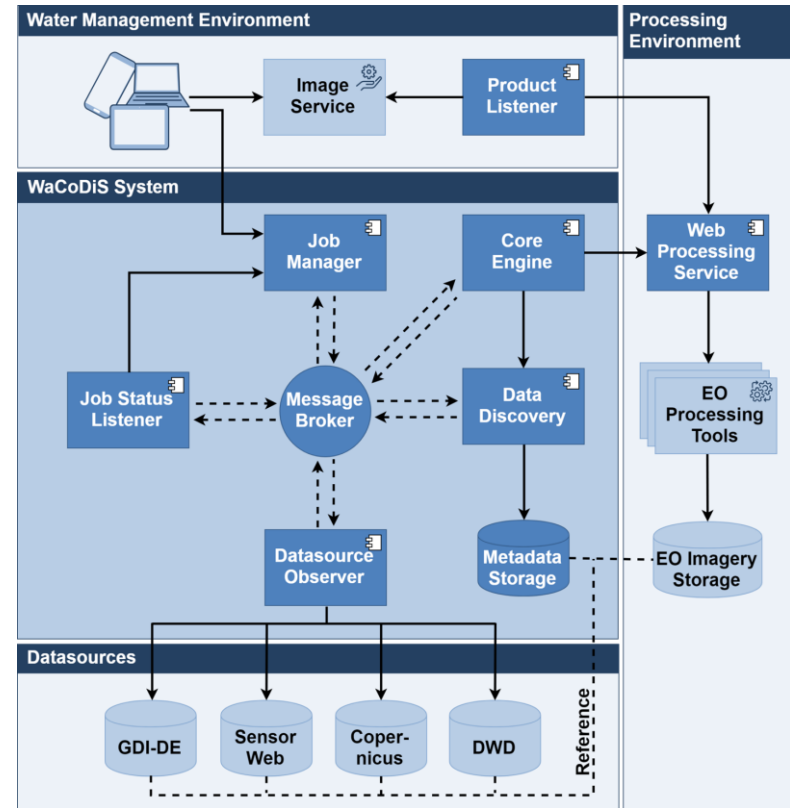 Water Management Environment
Processing
Environment
Image
Service
Product
Listener
WaCoDiS System
Job
Manager
Core
Engine
Web
Processing
Service
Job Status
Listener
Message
Broker
Data
Discovery
EO
Processing
Tools
Datasource
Observer
Metadata
Storage
EO Imagery
Storage
Datasources
GDI-DE
Sensor
Web
Coper-
nicus
DWD
Reference